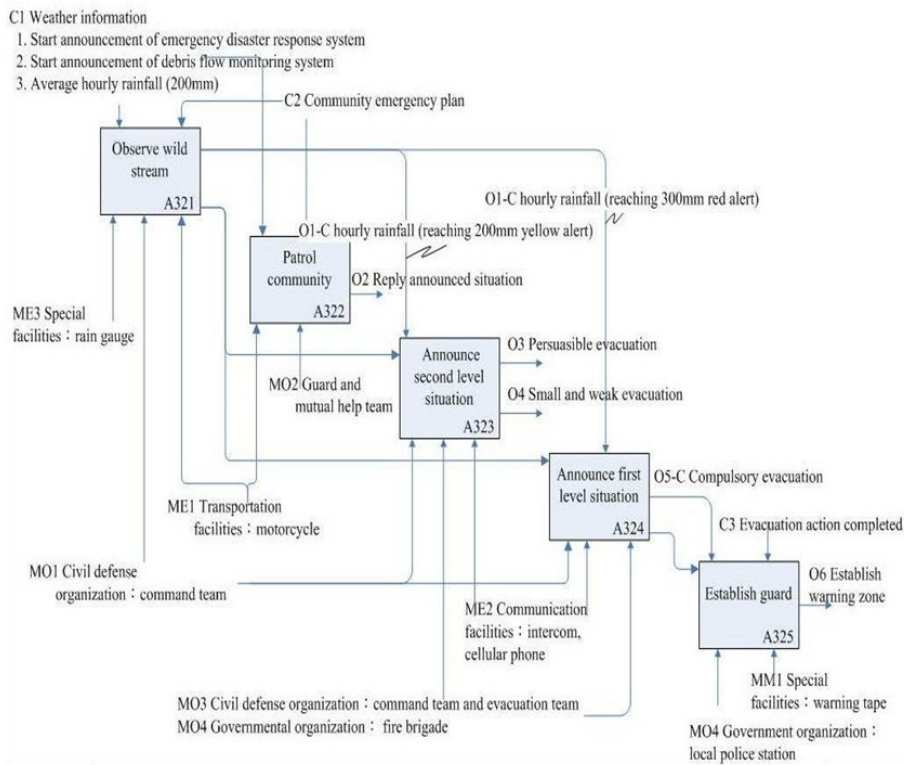 C1 Weather information
1. Start announcement of emergency disaster response system
2. Start announcement of debris flow monitoring system
3. Average hourly rainfall (200mm)
C2 Community emergency plan
Observe wild
stream
A321
O1-C hourly rainfall (reaching 300mm red alert)
O1-C hourly rainfall (reaching 200mm yellow alert)
Patrol
community
A322
O2 Reply announced situation
ME3 Special
facilities：rain gauge
Announce
second level
situation
A323
O3 Persuasible evacuation
O4 Small and weak evacuation
MO2 Guard and
mutual help team
Announce first
level situation
A324
O5-C Compulsory evacuation
ME1 Transportation
facilities：motorcycle
C3 Evacuation action completed
MO1 Civil defense
organization：command team
Establish guard
A325
O6 Establish
warning zone
ME2 Communication
facilities：intercom,
cellular phone
MM1 Special
facilities：warning tape
MO3 Civil defense organization：command team and evacuation team
MO4 Governmental organization： fire brigade
MO4 Government organization：
local police station